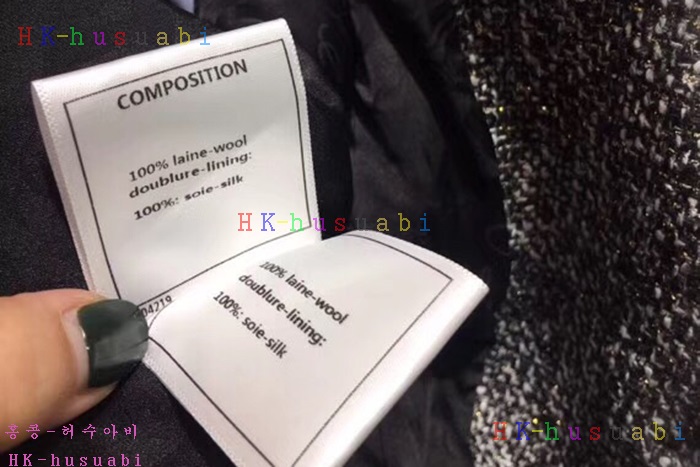 HK-husuabi
COMPOSITION
100% laine-wool
doublure-lining:
100%: soie-silk
HK-husuabi
04219
100% laine-wool
doublure-lining:
100%: soie-silk
홍콩-허수아비
HK-husuabi
HK-husuabi